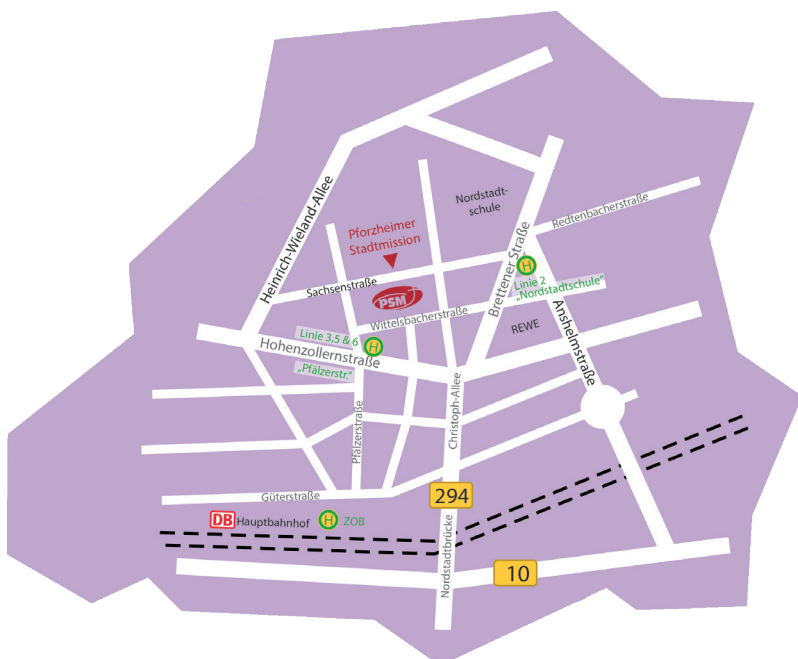 Heinrich-Wieland-Allee
Nordstadt-
schule
Redtenbacherstraße
Pforzheimer
Stadtmission
Sachsenstraße
PSM
Brettener Straße
H
Linie 2
„Nordstadtschule"
Wittelsbacherstraße
REWE
Anshelmstraße
Linie 3,5 & 6
H
Hohenzollernstraße
„Pfälzerstr."
Pfälzerstraße
Christoph-Allee
Güterstraße
294
DB Hauptbahnhof H ZOB
Nordstadtbrücke
10